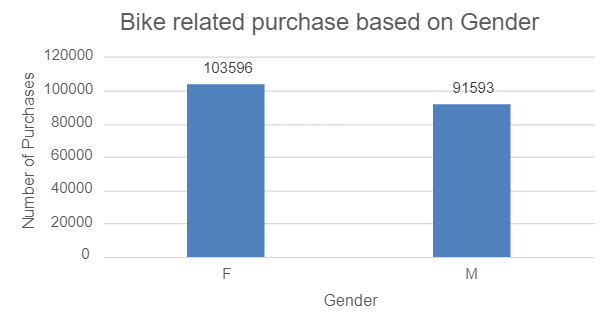 Bike related purchase based on Gender
120000
100000
80000
60000
40000
20000
0
Number of Purchases
103596
91593
F
M
Gender